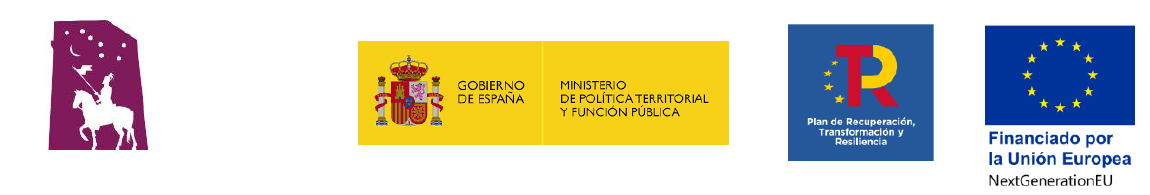 GOBIERNO
DE ESPAÑA
MINISTERIO
DE POLÍTICA TERRITORIAL
Y FUNCIÓN PÚBLICA
Plan de Recuperación,
Transformación y
Resiliencia
Financiado por
la Unión Europea
NextGenerationEU